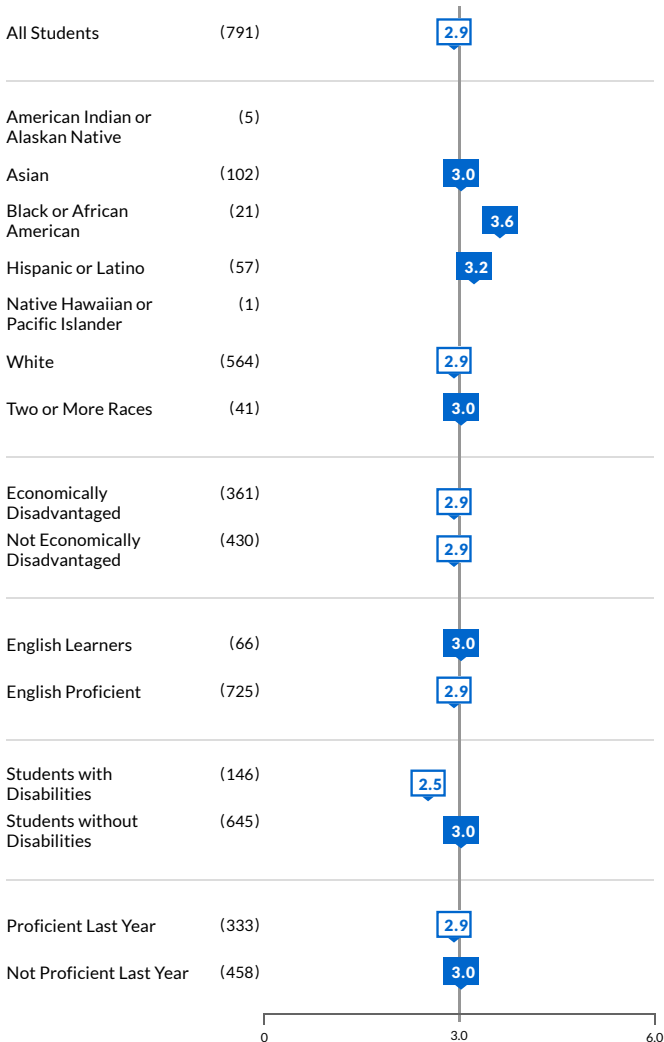 All Students (791) 2.9
American Indian or (5)
Alaskan Native
Asian (102) 3.0
Black or African (21) 3.6
American
Hispanic or Latino (57) 3.2
Native Hawaiian or (1)
Pacific Islander
White (564) 2.9
Two or More Races (41) 3.0
Economically (361) 2.9
Disadvantaged
Not Economically (430) 2.9
Disadvantaged
English Learners (66) 3.0
English Proficient (725) 2.9
Students with (146) 2.5
Disabilities
Students without (645) 3.0
Disabilities
Proficient Last Year (333) 2.9
Not Proficient Last Year (458) 3.0
0 3.0 6.0